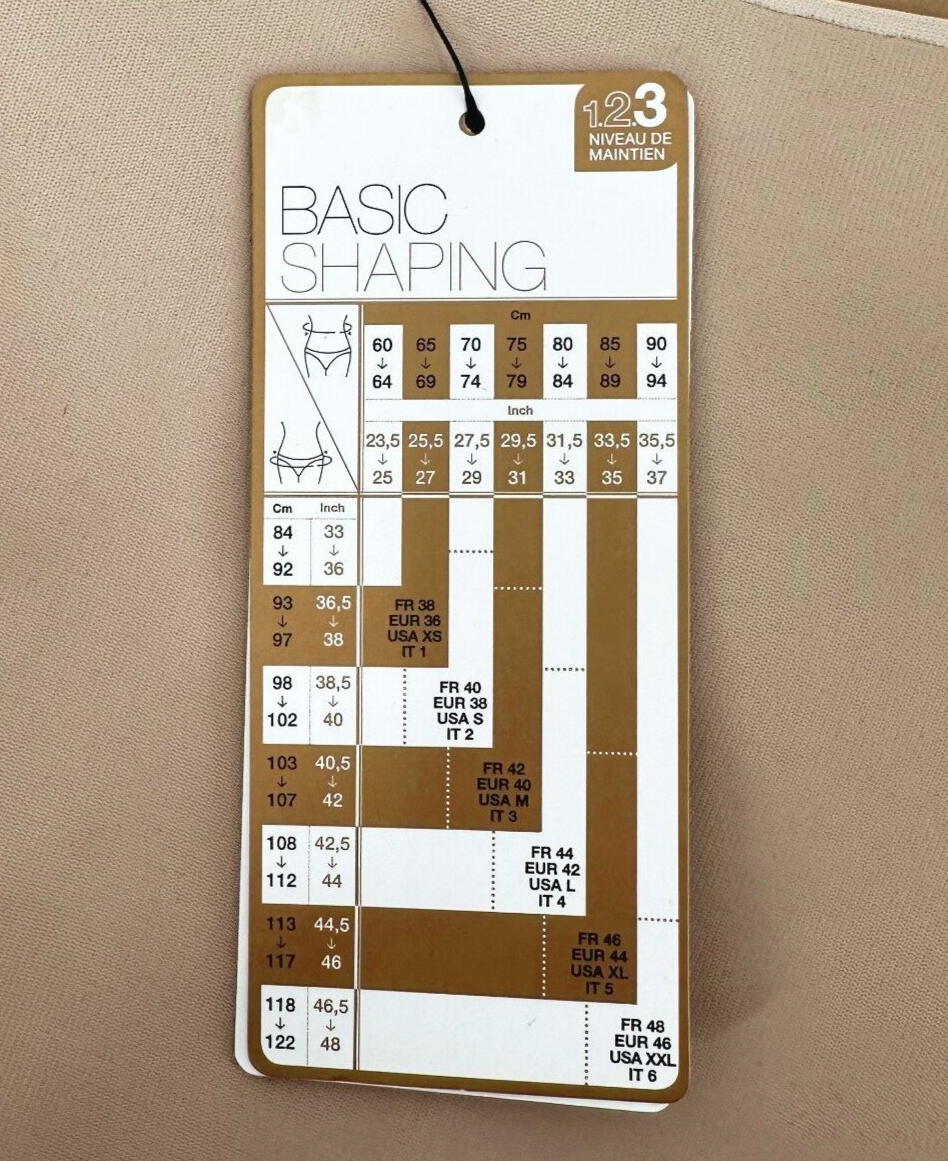 1.2.3
NIVEAU DE
MAINTIEN
BASIC
SHAPING
Cm
60 65 70 75 80 85 90
↓ ↓ ↓ ↓ ↓ ↓ ↓
64 69 74 79 84 89 94
Inch
23,5 25,5 27,5 29,5 31,5 33,5 35,5
↓ ↓ ↓ ↓ ↓ ↓ ↓
25 27 29 31 33 35 37
Cm Inch
84 33
↓ ↓
92 36
93 36,5
↓ ↓
97 38
FR 38
EUR 36
USA XS
IT 1
98 38,5
↓ ↓
102 40
FR 40
EUR 38
USA S
IT 2
103 40,5
↓ ↓
107 42
FR 42
EUR 40
USA M
IT 3
108 42,5
↓ ↓
112 44
FR 44
EUR 42
USA L
IT 4
113 44,5
↓ ↓
117 46
FR 46
EUR 44
USA XL
IT 5
118 46,5
↓ ↓
122 48
FR 48
EUR 46
USA XXL
IT 6